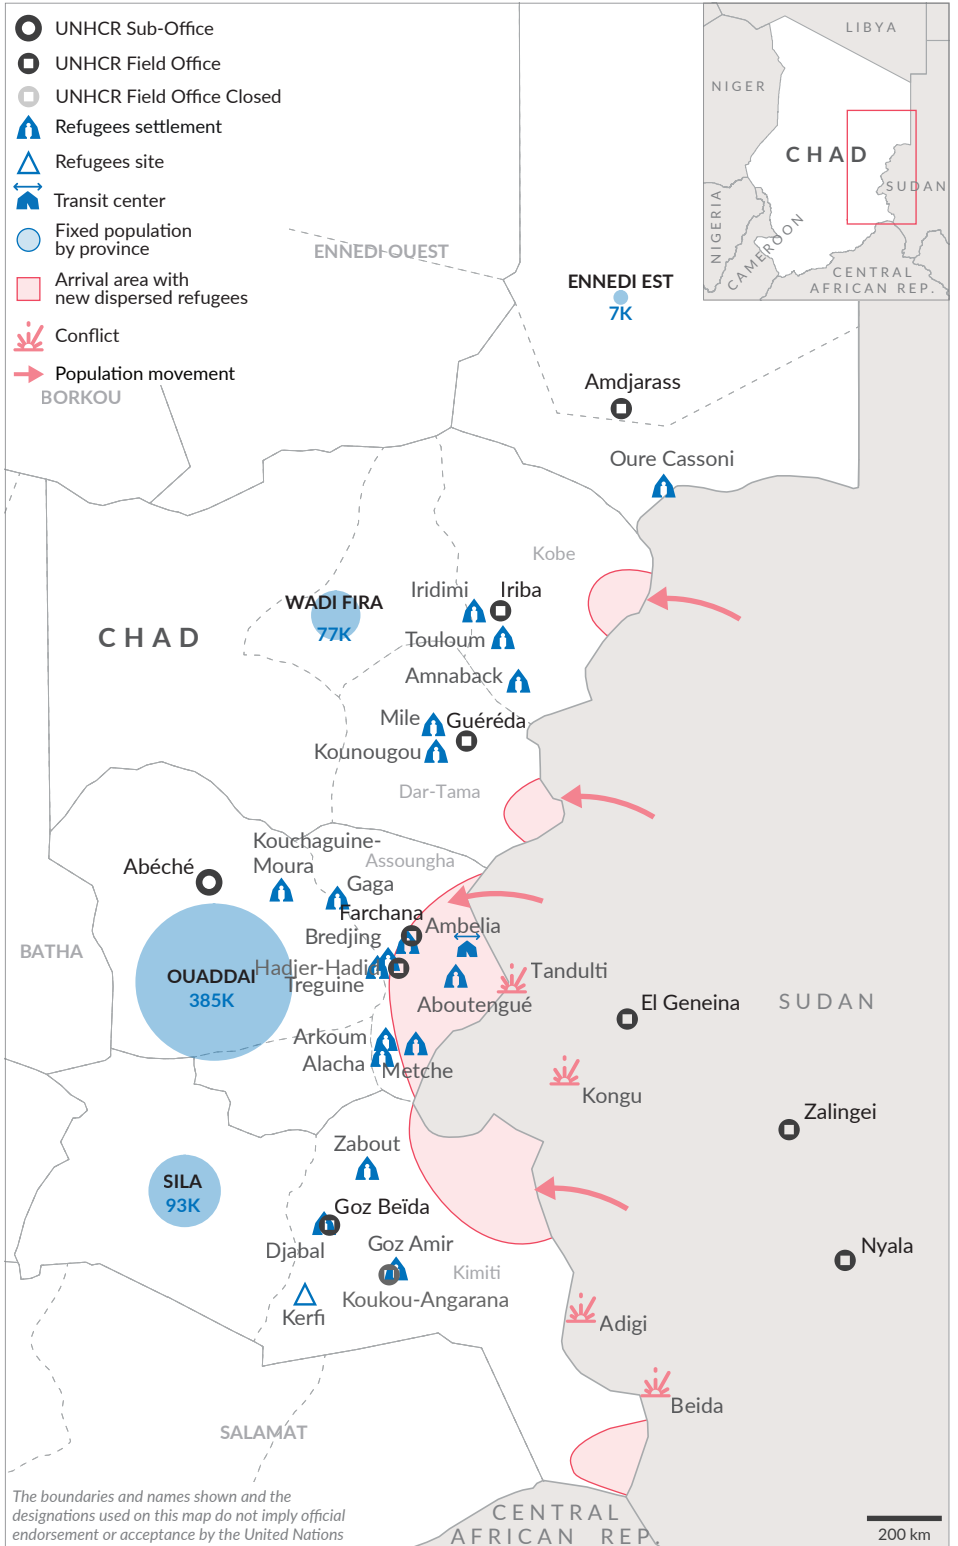 UNHCR Sub-Office
UNHCR Field Office
UNHCR Field Office Closed
Refugees settlement
Refugees site
Transit center
Fixed population
by province
Arrival area with
new dispersed refugees
Conflict
Population movement
LIBYA
NIGER
CHAD
SUDAN
NIGERIA
CAMEROON
CENTRAL
AFRICAN REP.
ENNEDI OUEST
ENNEDI EST
7K
BORKOU
Amdjarass
Oure Cassoni
Kobe
Iridimi
Iriba
WADI FIRA
77K
CHAD
Touloum
Amnaback
Mile
Guéréda
Kounougou
Dar-Tama
Kouchaguine-
Moura
Assoungha
Abéché
Gaga
Farchana
Ambelia
Bredjing
BATHA
Hadjer-Hadid
Treguine
OUADDAI
385K
Tandulti
Aboutengué
El Geneina
SUDAN
Arkoum
Alacha
Metche
Kongu
Zalingei
Zabout
SILA
93K
Goz Beïda
Djabal
Goz Amir
Kimiti
Nyala
Koukou-Angarana
Kerfi
Adigi
Beida
SALAMAT
The boundaries and names shown and the
designations used on this map do not imply official
endorsement or acceptance by the United Nations
CENTRAL
AFRICAN REP.
200 km